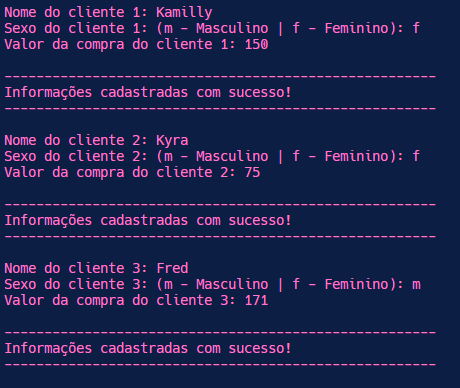 Nome do cliente 1: Kamilly
Sexo do cliente 1: (m - Masculino | f - Feminino): f
Valor da compra do cliente 1: 150
------------------------------------------------------
Informações cadastradas com sucesso!
------------------------------------------------------
Nome do cliente 2: Kyra
Sexo do cliente 2: (m - Masculino | f - Feminino): f
Valor da compra do cliente 2: 75
------------------------------------------------------
Informações cadastradas com sucesso!
------------------------------------------------------
Nome do cliente 3: Fred
Sexo do cliente 3: (m - Masculino | f - Feminino): m
Valor da compra do cliente 3: 171
------------------------------------------------------
Informações cadastradas com sucesso!
------------------------------------------------------